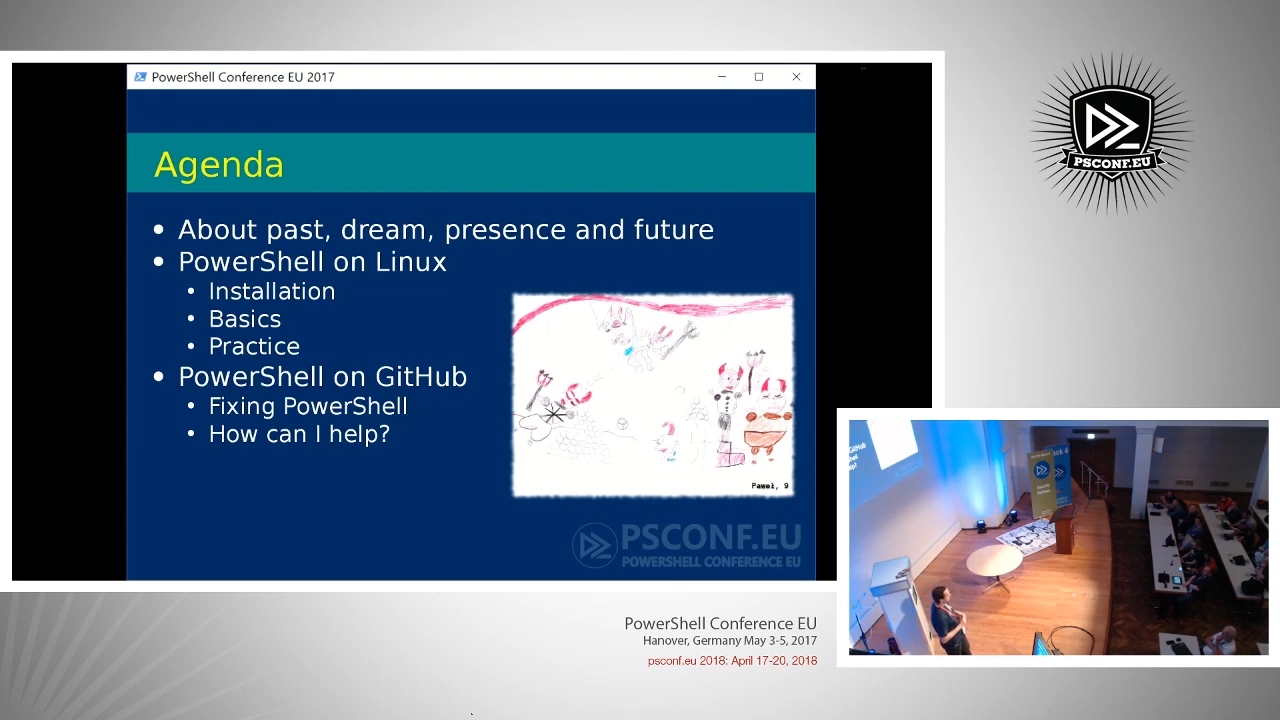 PowerShell Conference EU 2017
Agenda
• About past, dream, presence and future
• PowerShell on Linux
• Installation
• Basics
• Practice
• PowerShell on GitHub
• Fixing PowerShell
• How can I help?
Paweł, 9
PSCONF.EU
POWERSHELL CONFERENCE EU
PSCONF.EU
PowerShell Conference EU
Hanover, Germany May 3-5, 2017
psconf.eu 2018: April 17-20, 2018